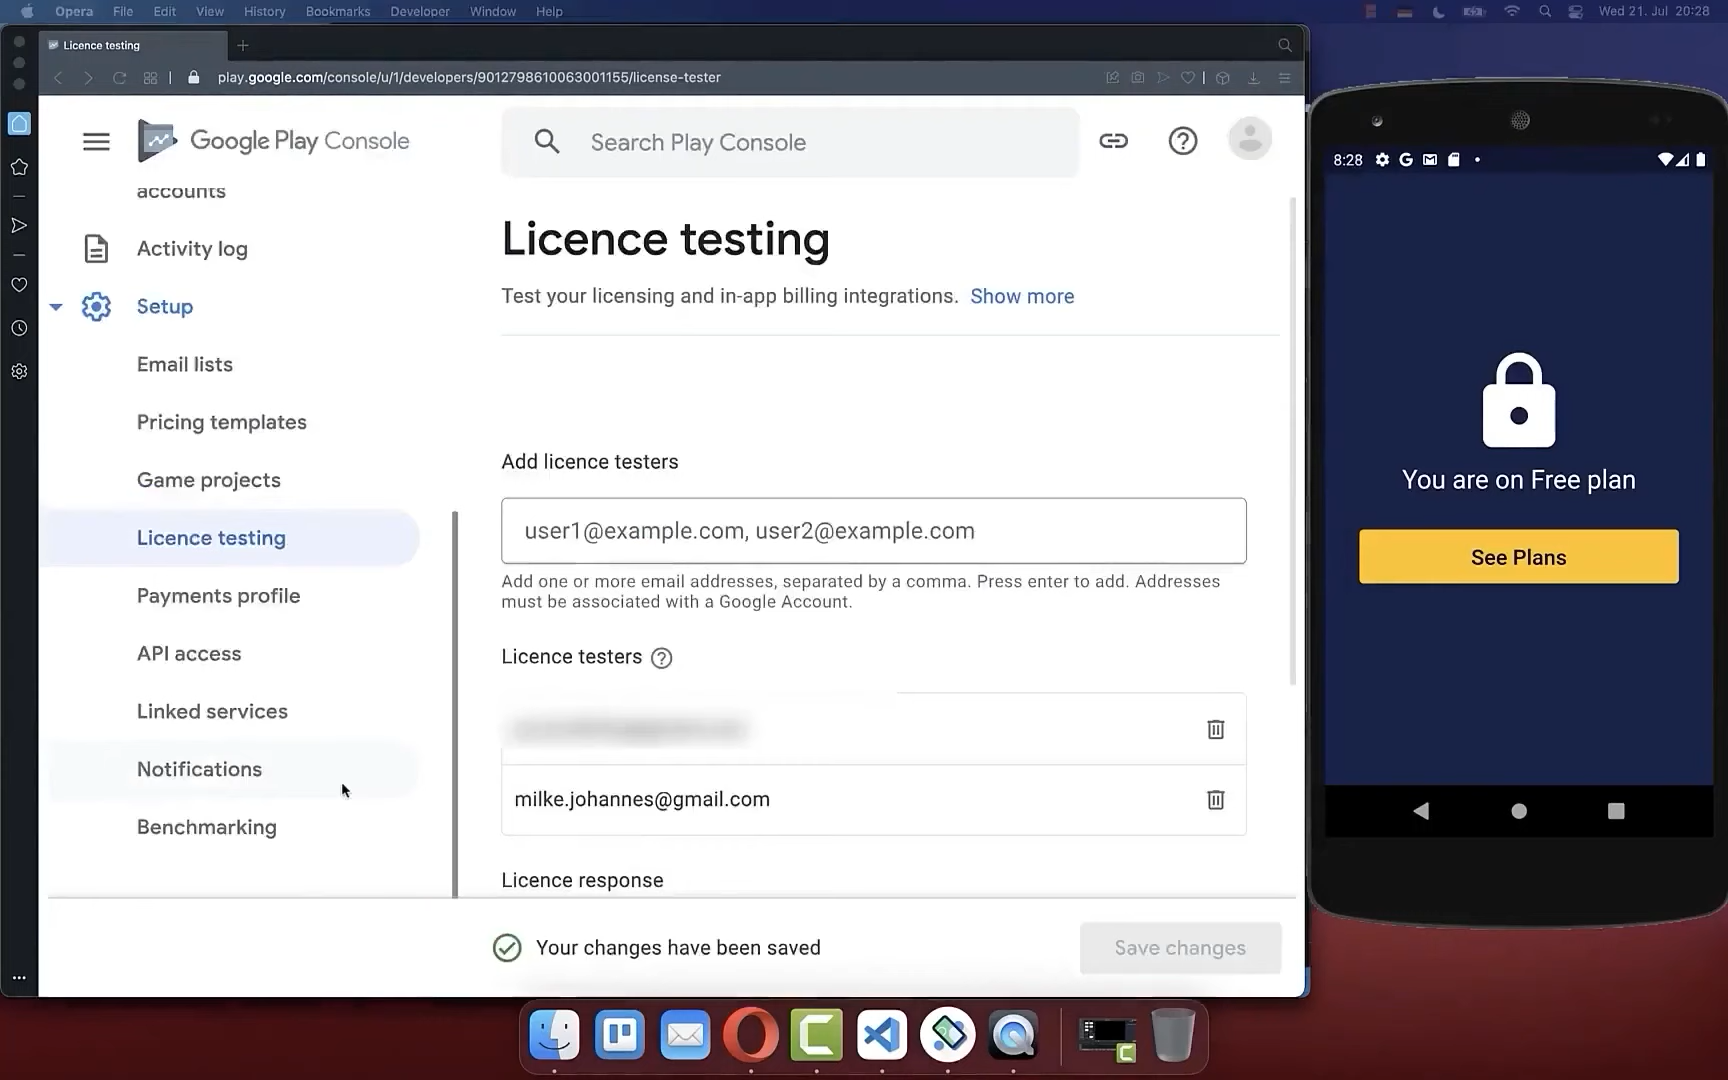 Opera File Edit View History Bookmarks Developer Window Help
Wed 21. Jul 20:28
Licence testing
play.google.com/console/u/1/developers/9012798610063001155/license-tester
Google Play Console
Search Play Console
accounts
Activity log
Setup
Email lists
Pricing templates
Game projects
Licence testing
Payments profile
API access
Linked services
Notifications
Benchmarking
Licence testing
Test your licensing and in-app billing integrations. Show more
Add licence testers
user1@example.com, user2@example.com
Add one or more email addresses, separated by a comma. Press enter to add. Addresses
must be associated with a Google Account.
Licence testers
milke.johannes@gmail.com
Licence response
Your changes have been saved
Save changes
8:28
You are on Free plan
See Plans